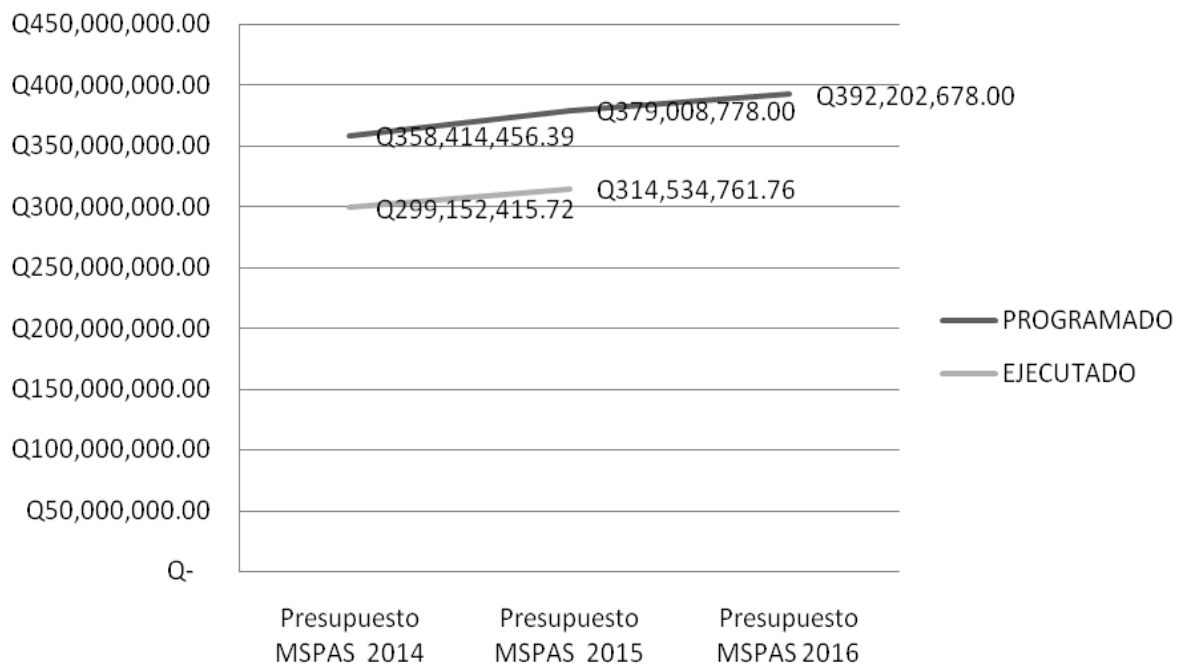 Q450,000,000.00
Q400,000,000.00
Q350,000,000.00
Q300,000,000.00
Q250,000,000.00
Q200,000,000.00
Q150,000,000.00
Q100,000,000.00
Q50,000,000.00
Q-
Q358,414,456.39
Q379,008,778.00
Q392,202,678.00
Q299,152,415.72
Q314,534,761.76
PROGRAMADO
EJECUTADO
Presupuesto
MSPAS 2014
Presupuesto
MSPAS 2015
Presupuesto
MSPAS 2016